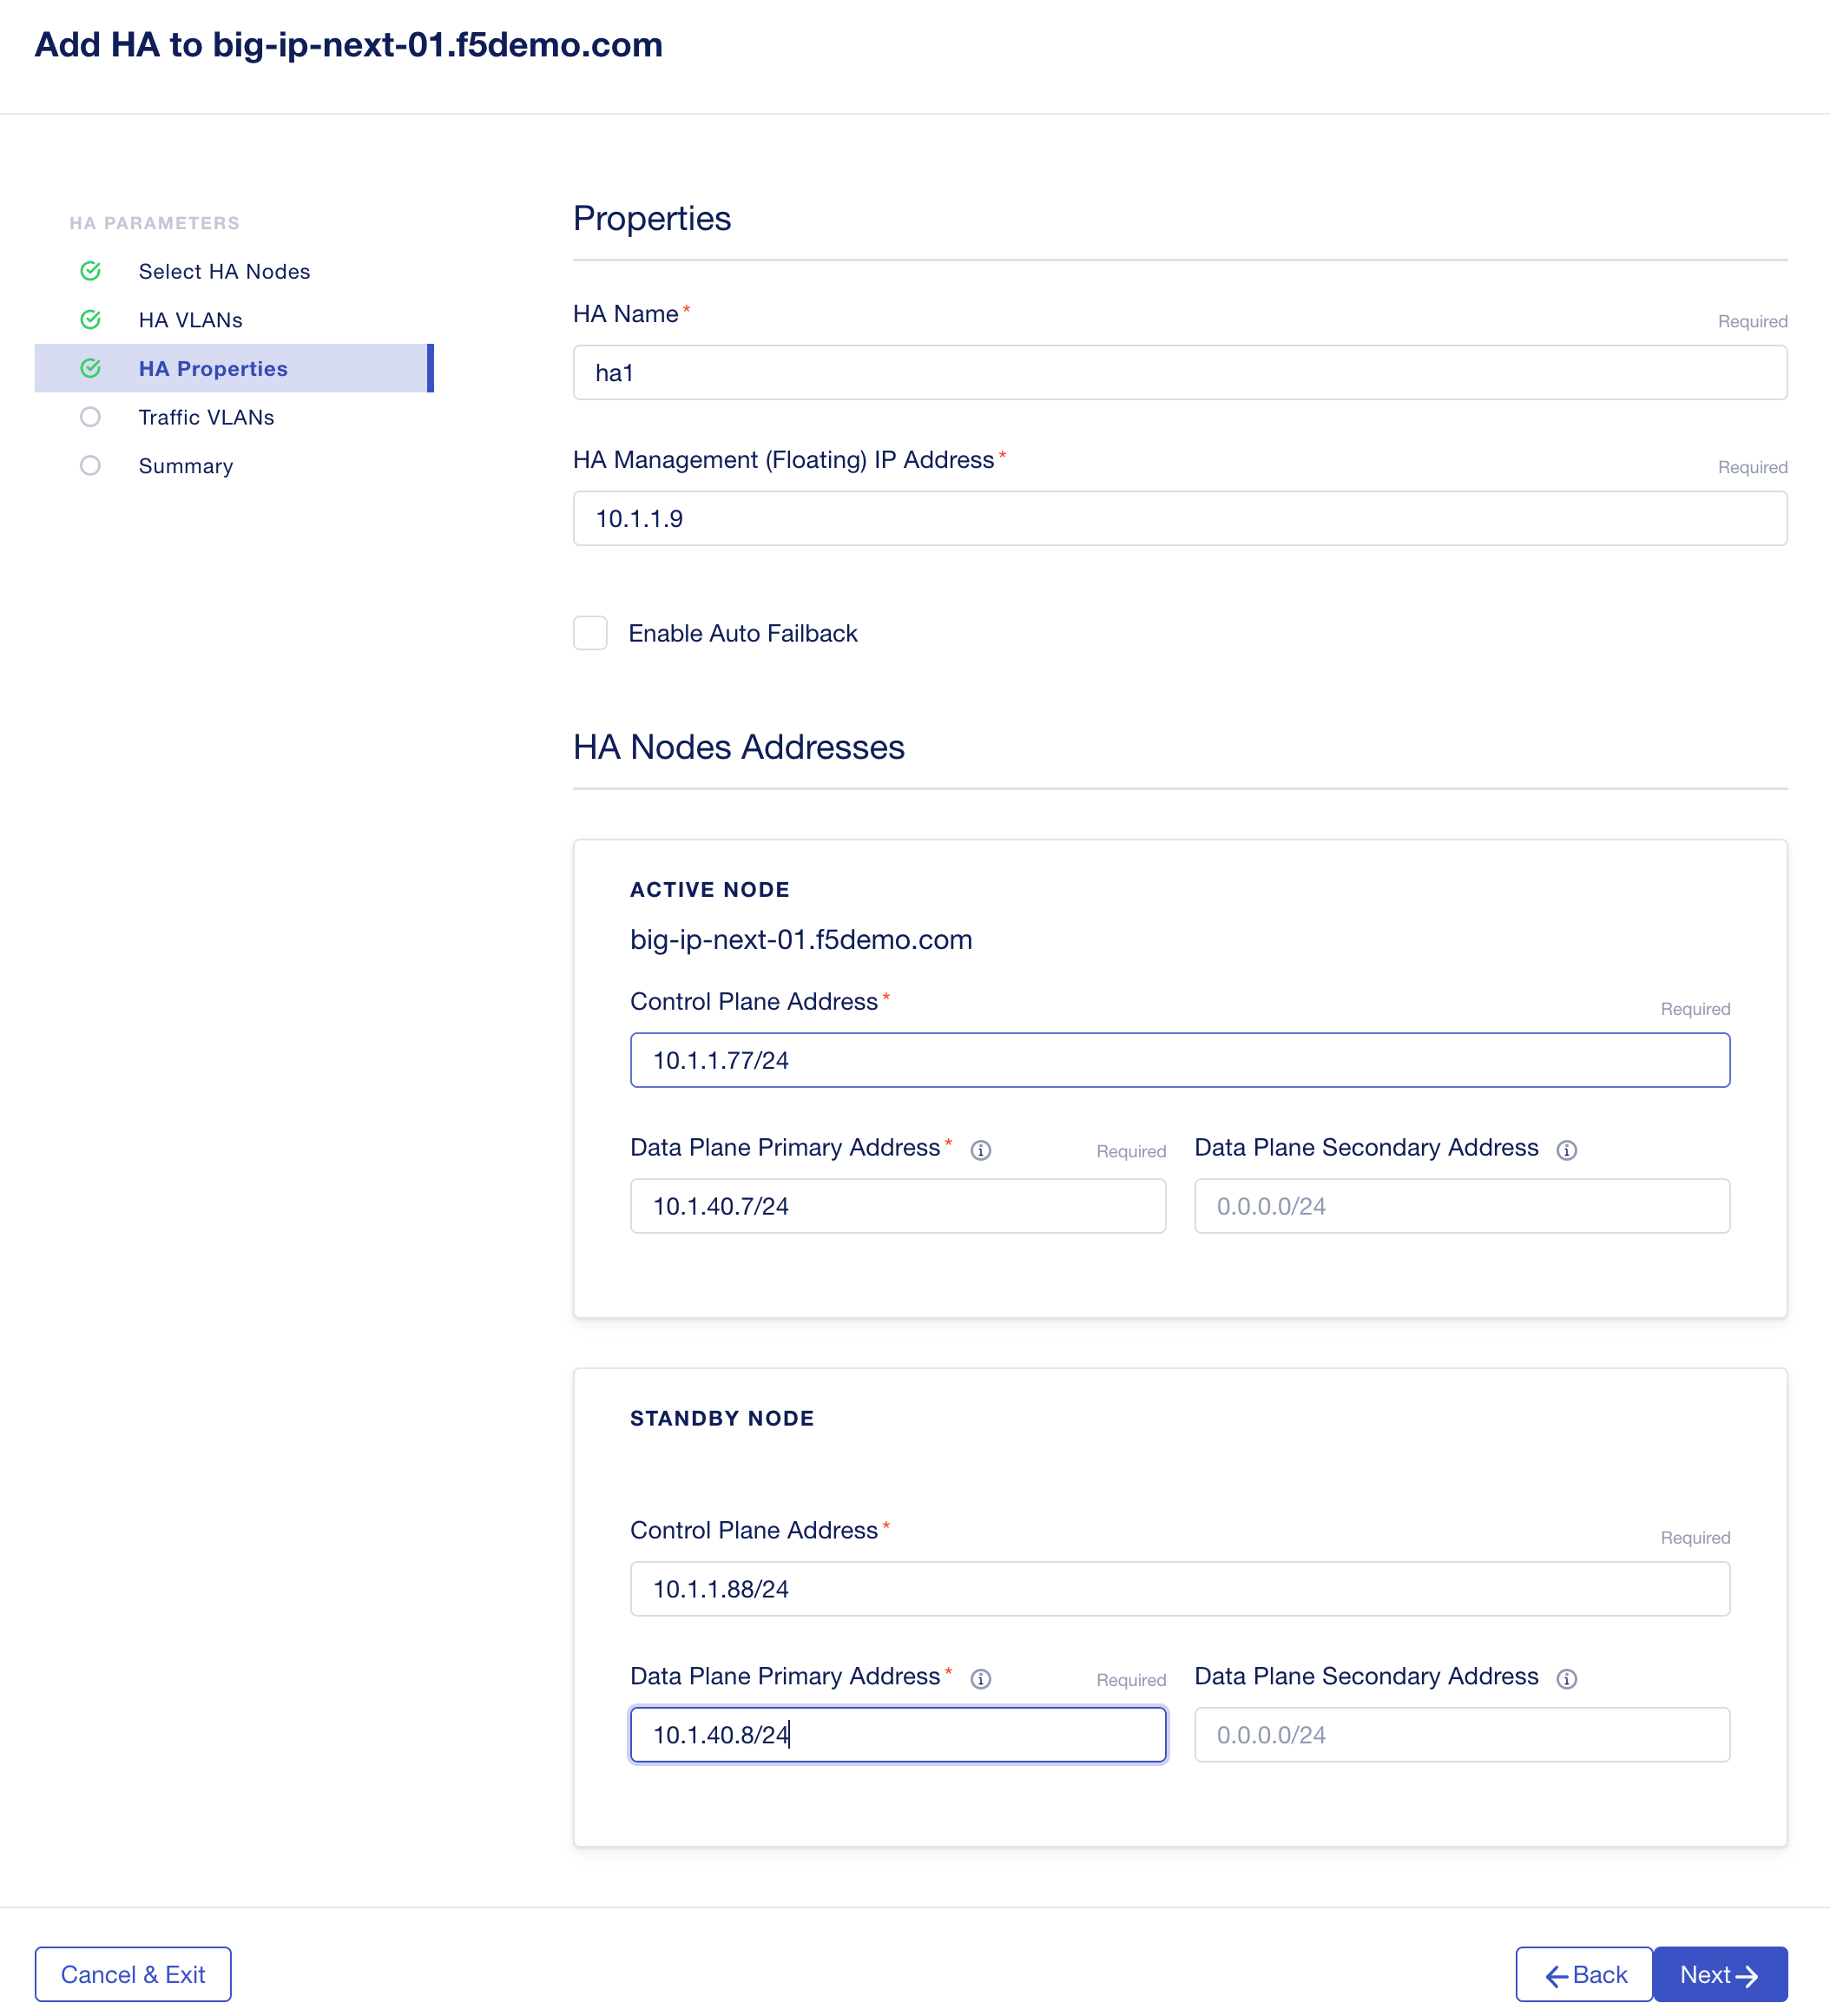 Add HA to big-ip-next-01.f5demo.com
HA PARAMETERS
Select HA Nodes
HA VLANs
HA Properties
Traffic VLANs
Summary
Properties
HA Name*
Required
ha1
HA Management (Floating) IP Address*
Required
10.1.1.9
Enable Auto Failback
HA Nodes Addresses
ACTIVE NODE
big-ip-next-01.f5demo.com
Control Plane Address*
Required
10.1.1.77/24
Data Plane Primary Address*
Required
Data Plane Secondary Address
10.1.40.7/24
0.0.0.0/24
STANDBY NODE
Control Plane Address*
Required
10.1.1.88/24
Data Plane Primary Address*
Required
Data Plane Secondary Address
10.1.40.8/24
0.0.0.0/24
Cancel & Exit
Back
Next